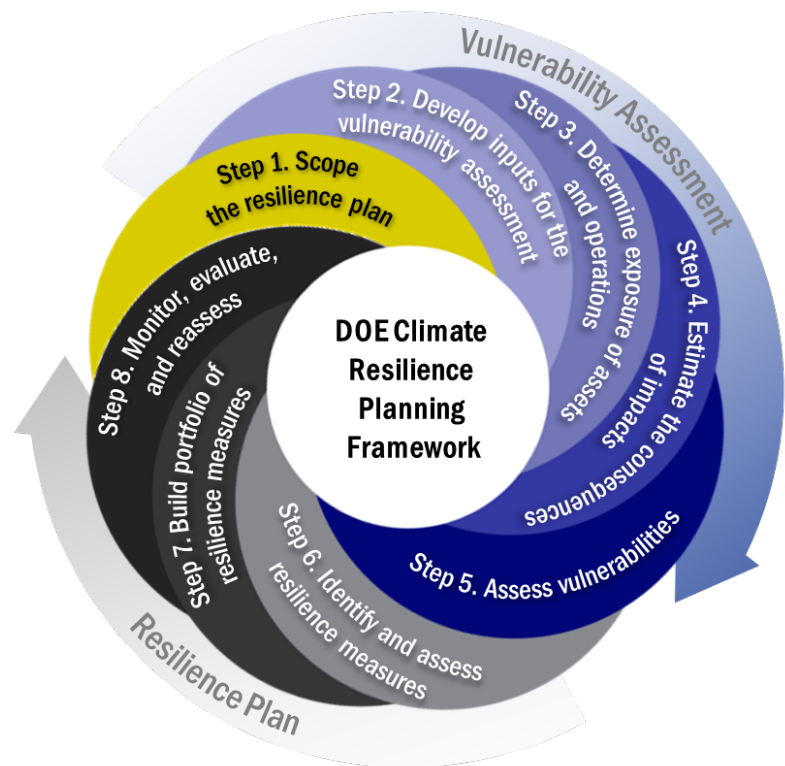 Vulnerability Assessment
Step 1. Scope
the resilience plan
Step 2. Develop inputs for the
vulnerability assessment
Step 3. Determine exposure of assets
and operations
Step 4. Estimate the consequences
of impacts
Step 5. Assess vulnerabilities
Step 6. Identify and assess
resilience measures
Step 7. Build portfolio of
resilience measures
Step 8. Monitor, evaluate,
and reassess
DOE Climate
Resilience
Planning
Framework
Resilience Plan